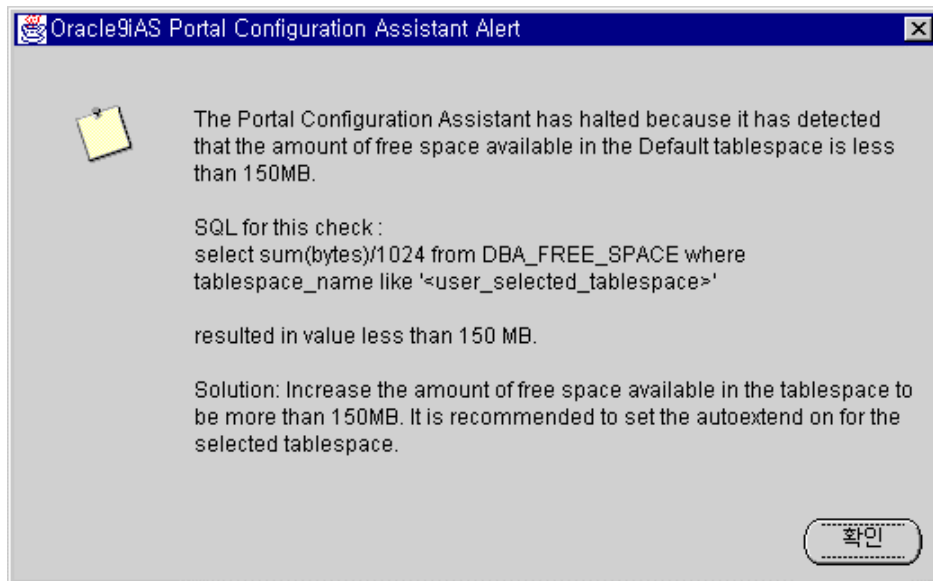 Oracle9iAS Portal Configuration Assistant Alert
The Portal Configuration Assistant has halted because it has detected
that the amount of free space available in the Default tablespace is less
than 150MB.
SQL for this check :
select sum(bytes)/1024 from DBA_FREE_SPACE where
tablespace_name like '<user_selected_tablespace>'
resulted in value less than 150 MB.
Solution: Increase the amount of free space available in the tablespace to
be more than 150MB. It is recommended to set the autoextend on for the
selected tablespace.
확인